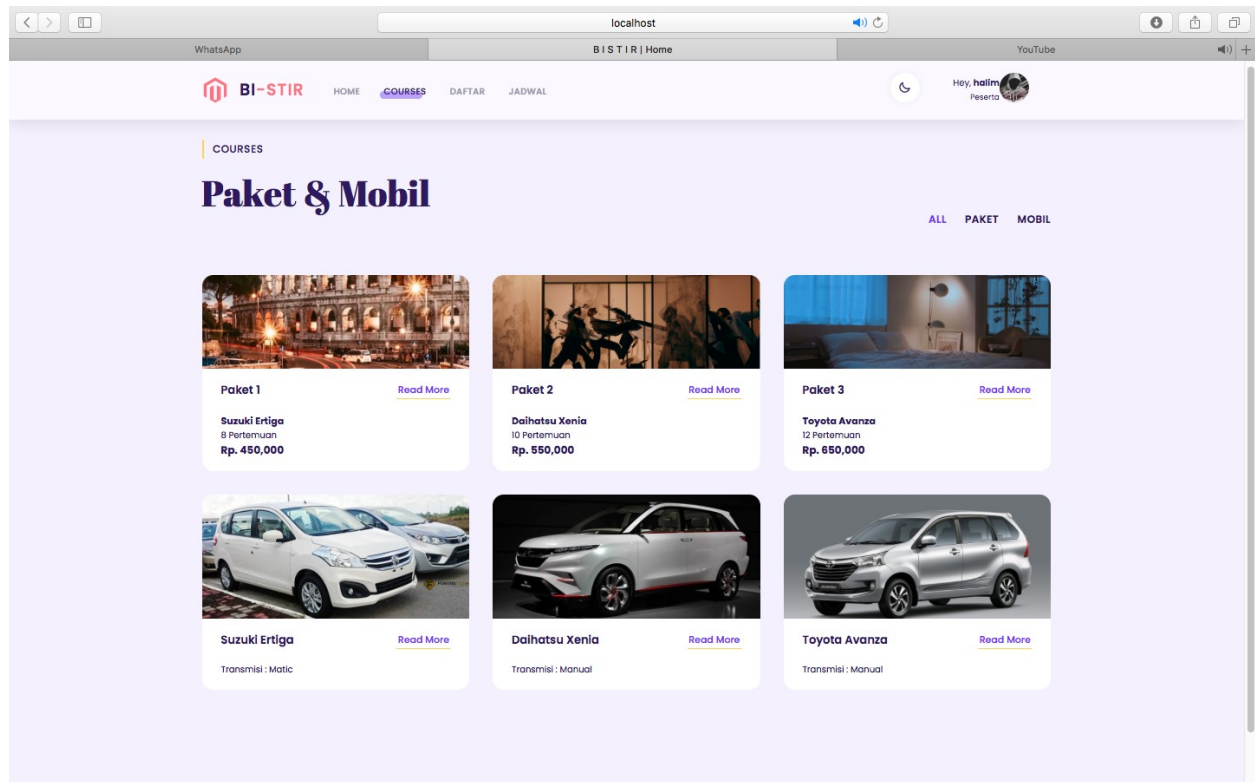 localhost
WhatsApp
B I S T I R | Home
YouTube
BI-STIR
HOME
COURSES
DAFTAR
JADWAL
Hey, halim
Peserta
COURSES
Paket & Mobil
ALL
PAKET
MOBIL
Paket 1
Read More
Suzuki Ertiga
8 Pertemuan
Rp. 450,000
Paket 2
Read More
Daihatsu Xenia
10 Pertemuan
Rp. 550,000
Paket 3
Read More
Toyota Avanza
12 Pertemuan
Rp. 650,000
Suzuki Ertiga
Read More
Transmisi : Matic
Daihatsu Xenia
Read More
Transmisi : Manual
Toyota Avanza
Read More
Transmisi : Manual